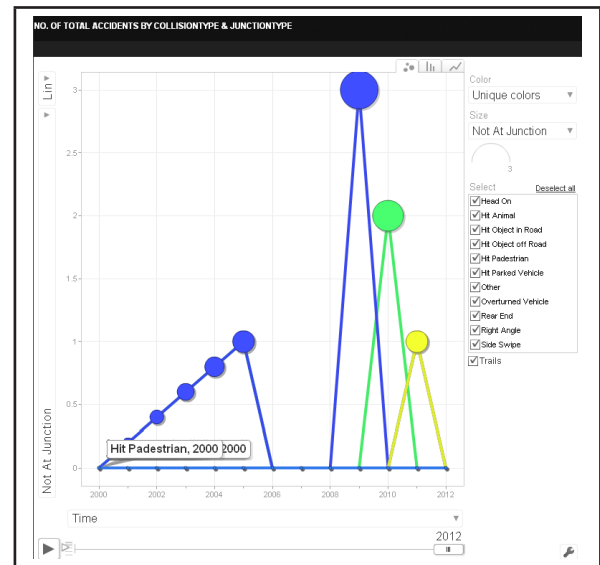 NO. OF TOTAL ACCIDENTS BY COLLISIONTYPE & JUNCTIONTYPE
Lin
Not At Junction
3
2.5
2
1.5
1
0.5
0
Hit Padestrian, 2000
2000
2000
2002
2004
2006
2008
2010
2012
Time
2012
Color
Unique colors
Size
Not At Junction
3
Select
Deselect all
Head On
Hit Animal
Hit Object in Road
Hit Object off Road
Hit Padestrian
Hit Parked Vehicle
Other
Overturned Vehicle
Rear End
Right Angle
Side Swipe
Trails